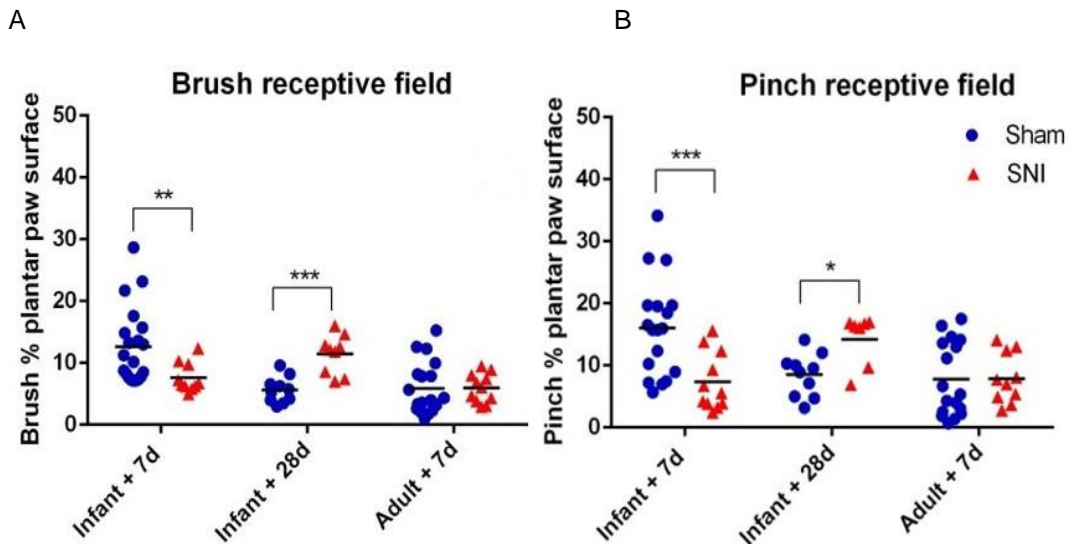 A
B
Brush receptive field
Brush % plantar paw surface
50
40
30
20
10
0
**
***
Infant + 7d
Infant + 28d
Adult + 7d
Pinch receptive field
Pinch % plantar paw surface
50
40
30
20
10
0
***
*
Sham
SNI
Infant + 7d
Infant + 28d
Adult + 7d